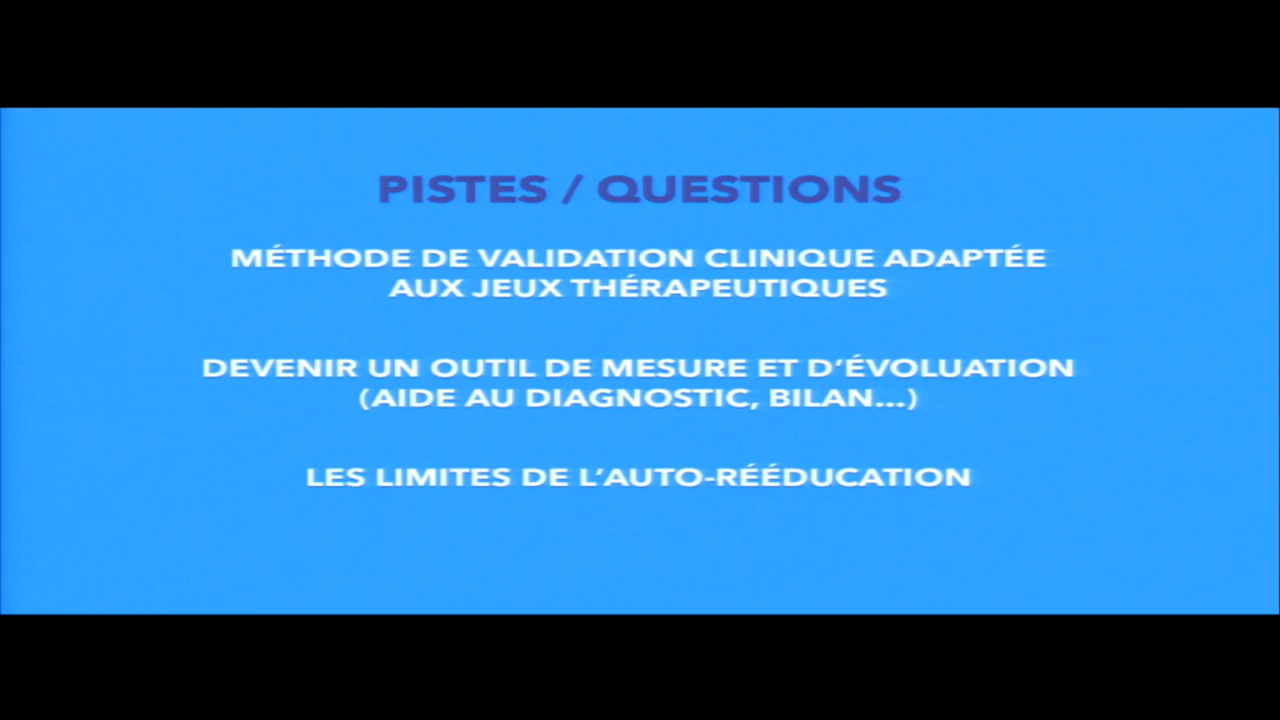 PISTES / QUESTIONS
MÉTHODE DE VALIDATION CLINIQUE ADAPTÉE
AUX JEUX THÉRAPEUTIQUES
DEVENIR UN OUTIL DE MESURE ET D'ÉVOLUATION
(AIDE AU DIAGNOSTIC, BILAN...)
LES LIMITES DE L'AUTO-RÉÉDUCATION